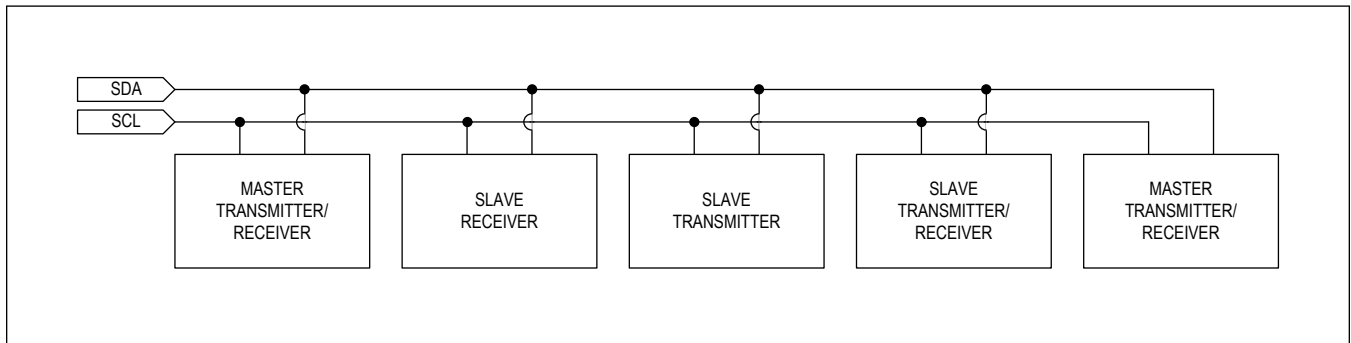 SDA
SCL
MASTER
TRANSMITTER/
RECEIVER
SLAVE
RECEIVER
SLAVE
TRANSMITTER
SLAVE
TRANSMITTER/
RECEIVER
MASTER
TRANSMITTER/
RECEIVER